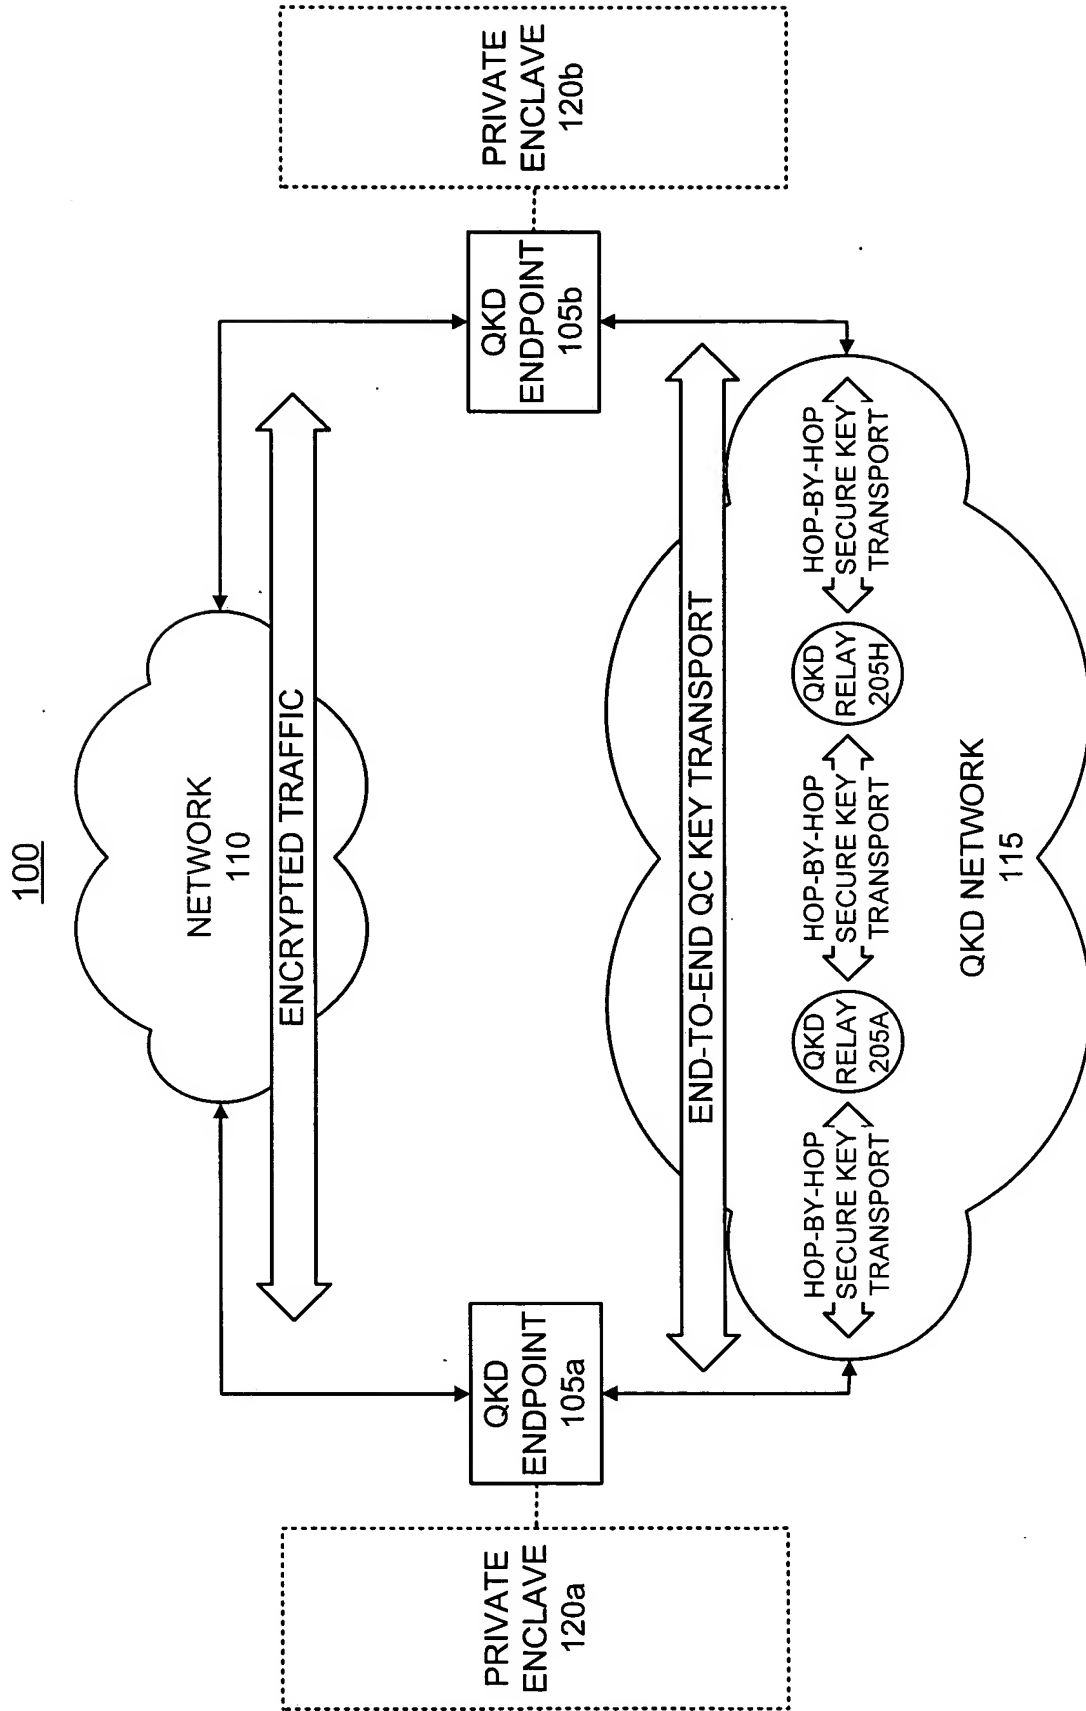 100
NETWORK
110
ENCRYPTED TRAFFIC
PRIVATE
ENCLAVE
120a
QKD
ENDPOINT
105a
QKD
ENDPOINT
105b
PRIVATE
ENCLAVE
120b
END-TO-END QC KEY TRANSPORT
HOP-BY-HOP
SECURE KEY
TRANSPORT
QKD
RELAY
205A
HOP-BY-HOP
SECURE KEY
TRANSPORT
QKD
RELAY
205H
HOP-BY-HOP
SECURE KEY
TRANSPORT
QKD NETWORK
115